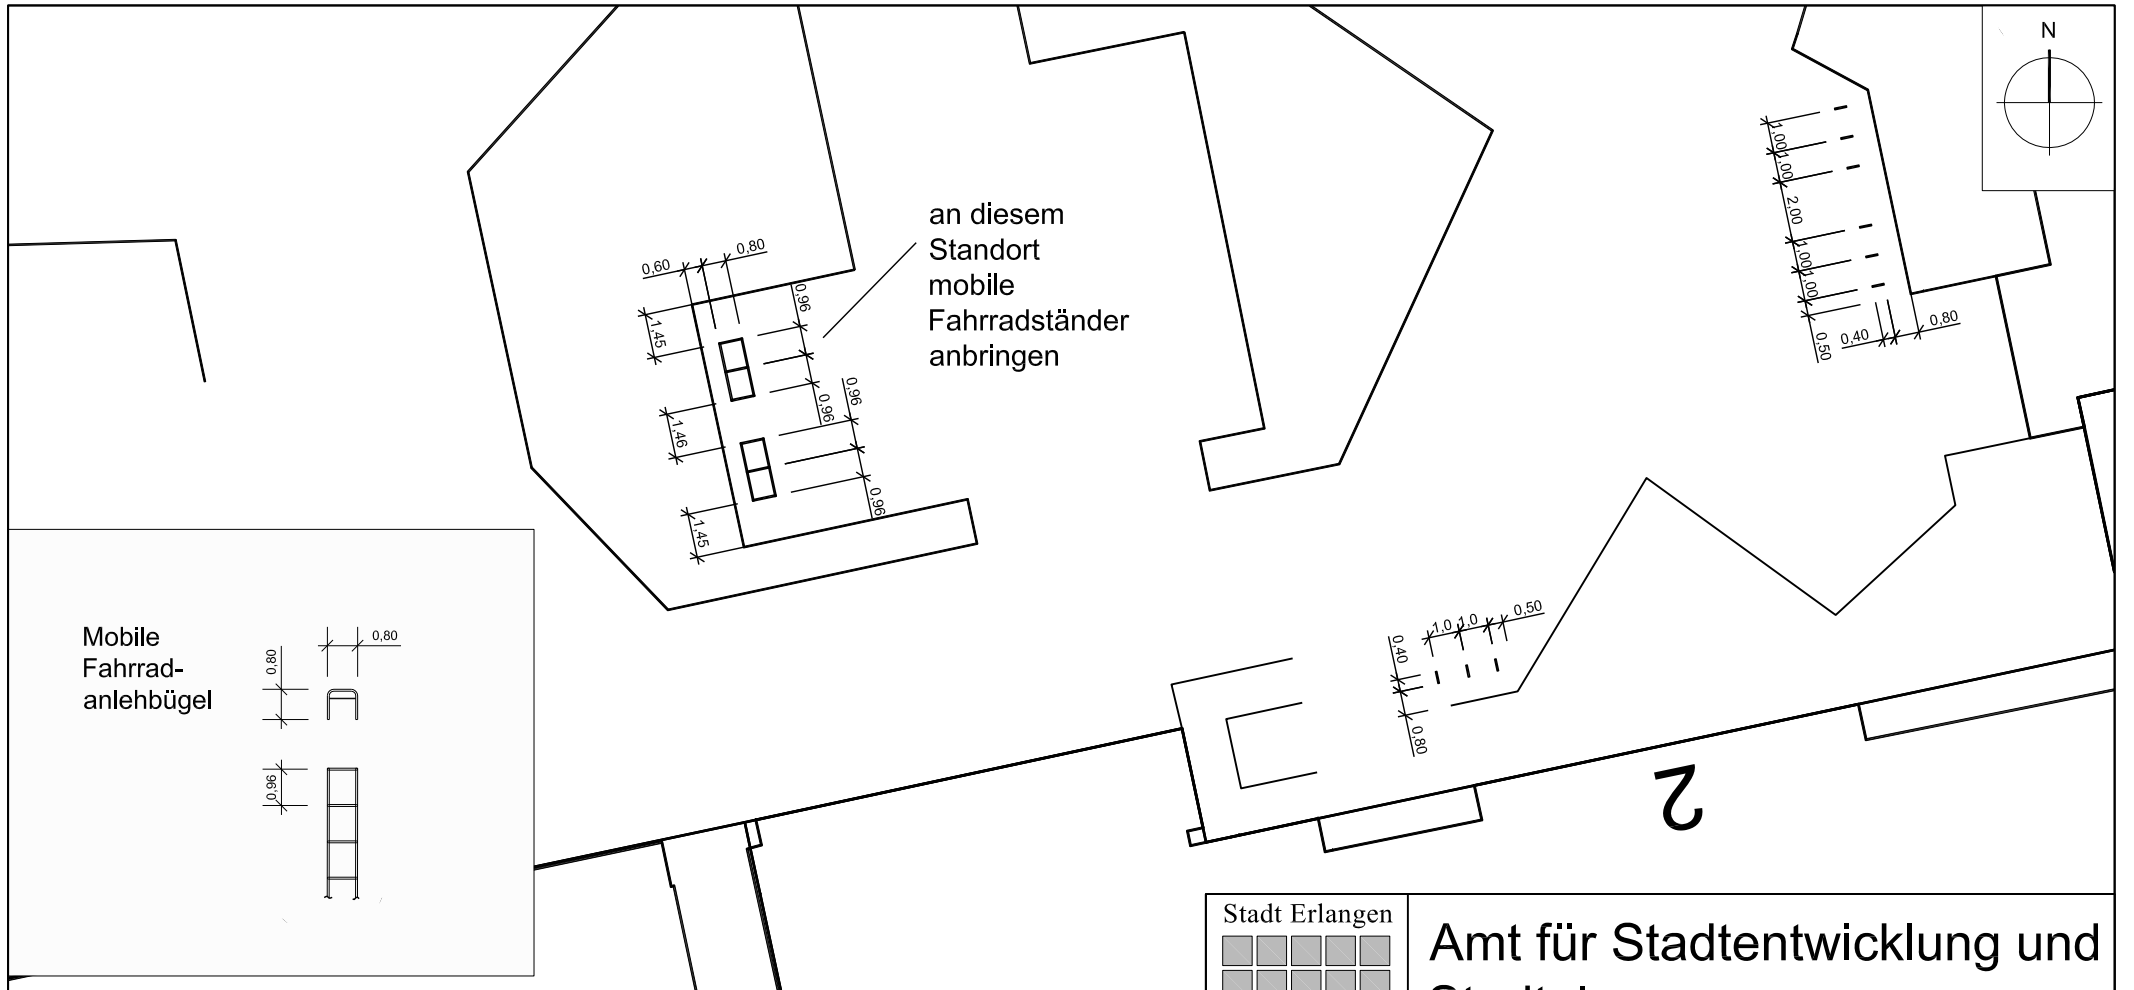 N
an diesem
Standort
mobile
Fahrradständer
anbringen
0,60
0,80
0,96
1,45
0,96
0,96
1,46
0,96
1,45
1,00
1,00
2,00
1,00
1,00
0,50
0,40
0,80
Mobile
Fahrrad-
anlehbügel
0,80
0,80
0,96
1,0
1,0
0,50
0,40
0,80
2
Stadt Erlangen
Amt für Stadtentwicklung und